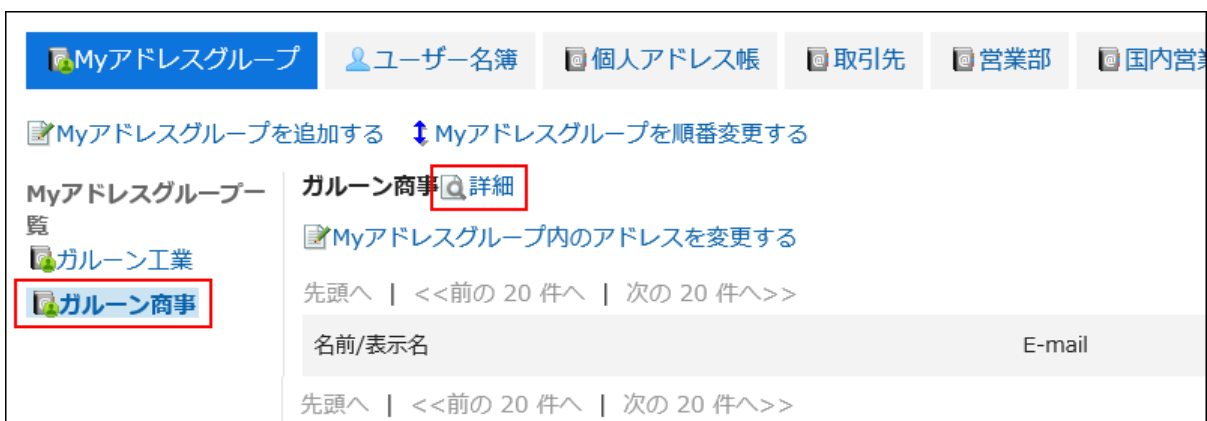 Myアドレスグループ ユーザー名簿 個人アドレス帳 取引先 営業部 国内営
Myアドレスグループを追加する Myアドレスグループを順番変更する
Myアドレスグループ一
覧
ガルーン工業
ガルーン商事
ガルーン商事 詳細
Myアドレスグループ内のアドレスを変更する
先頭へ | <<前の 20 件へ | 次の 20 件へ>>
名前/表示名 E-mail
先頭へ | <<前の 20 件へ | 次の 20 件へ>>